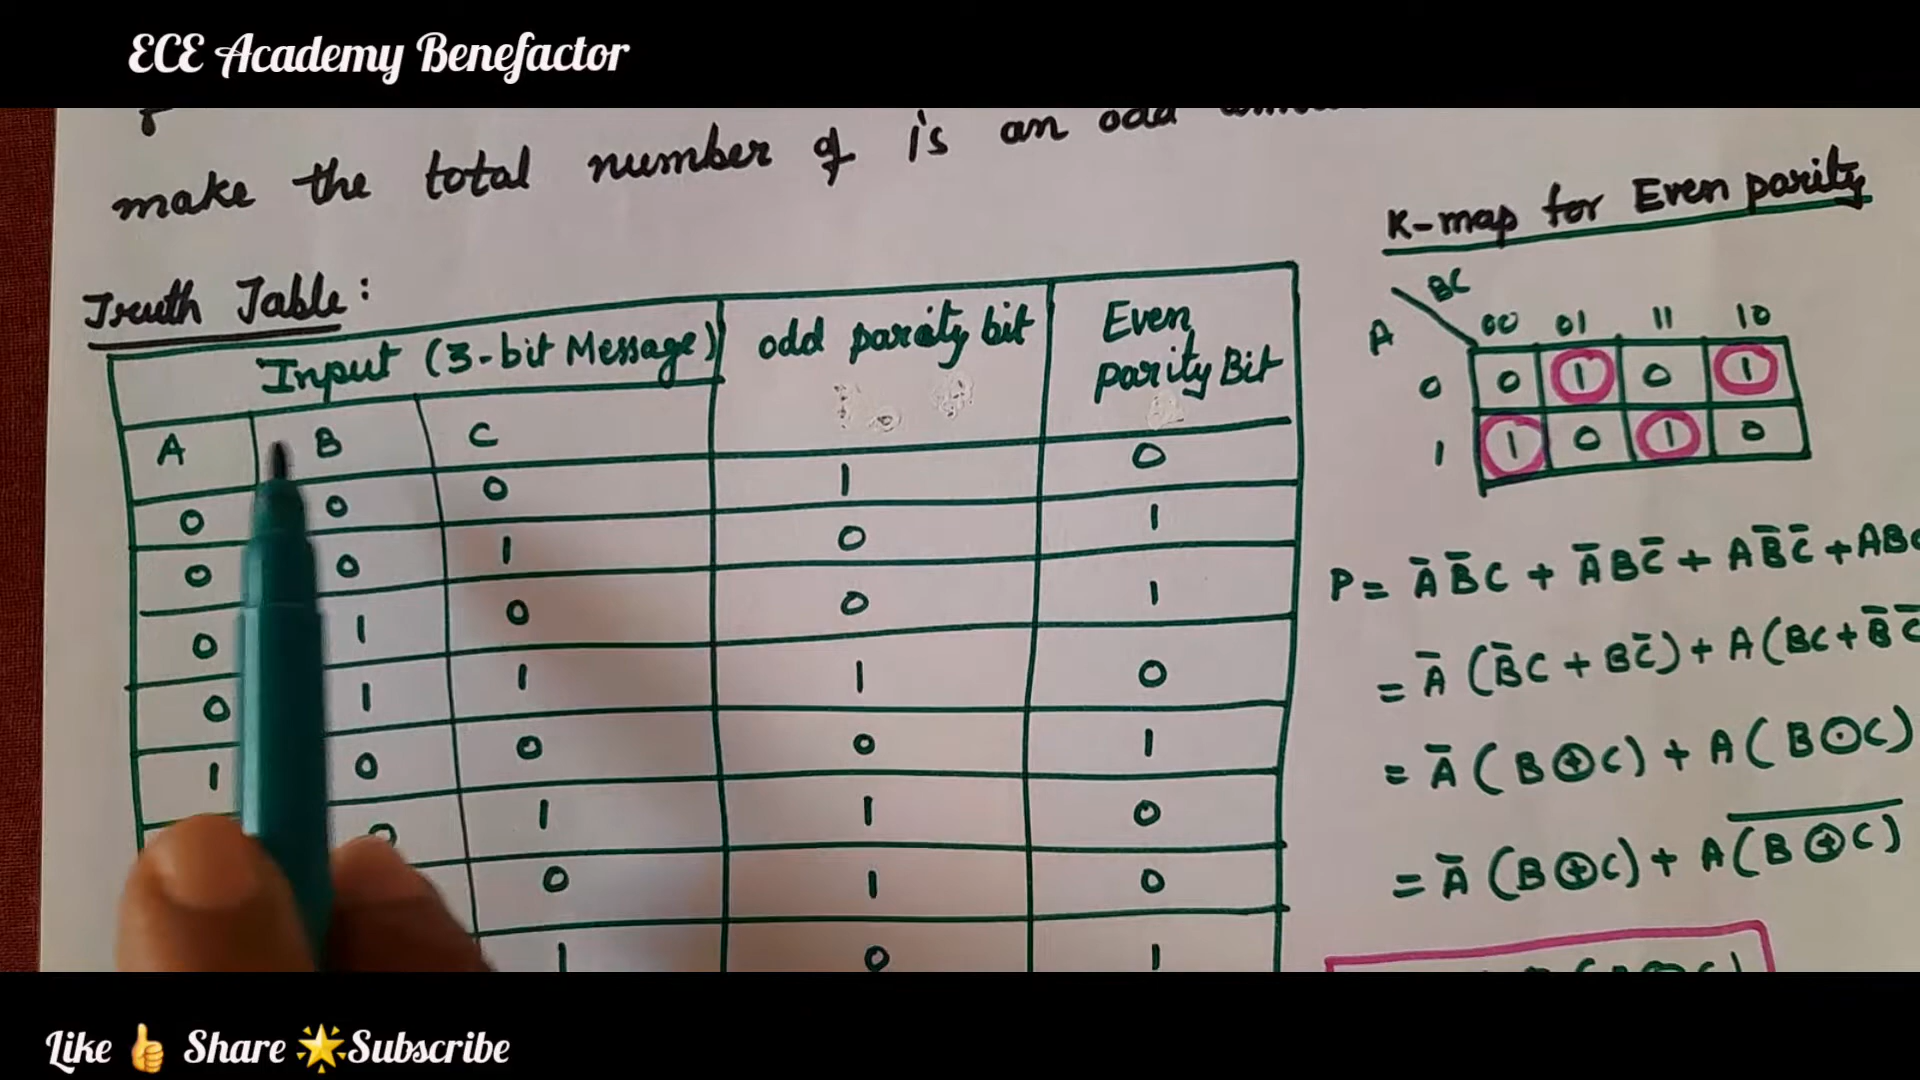 ECE Academy Benefactor
make the total number of 1's an odd
Truth Table:
Input (3-bit Message) odd parity bit Even parity Bit
A B C
0 0 0 1 0
0 0 1 0 1
0 1 0 0 1
0 1 1 1 0
1 0 0 0 1
0 1 1 0
0 1 0
1 0 1
K-map for Even parity
BC
A 00 01 11 10
0 0 1 0 1
1 1 0 1 0
P = A̅ B̅ C + A̅ B C̅ + A B̅ C̅ + ABC
= A̅ (B̅ C + B C̅) + A (BC + B̅ C̅
= A̅ (B ⊕ C) + A (B ⊙ C)
= A̅ (B ⊕ C) + A \overline{(B ⊕ C)}
Like 👍 Share 🌟 Subscribe